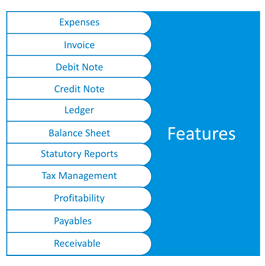 Expenses
Invoice
Debit Note
Credit Note
Ledger
Balance Sheet
Statutory Reports
Tax Management
Profitability
Payables
Receivable
Features